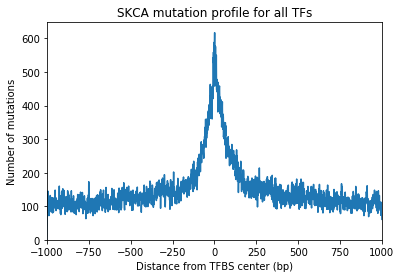 SKCA mutation profile for all TFs
600
500
400
300
200
100
0
Number of mutations
−1000 −750 −500 −250 0 250 500 750 1000
Distance from TFBS center (bp)